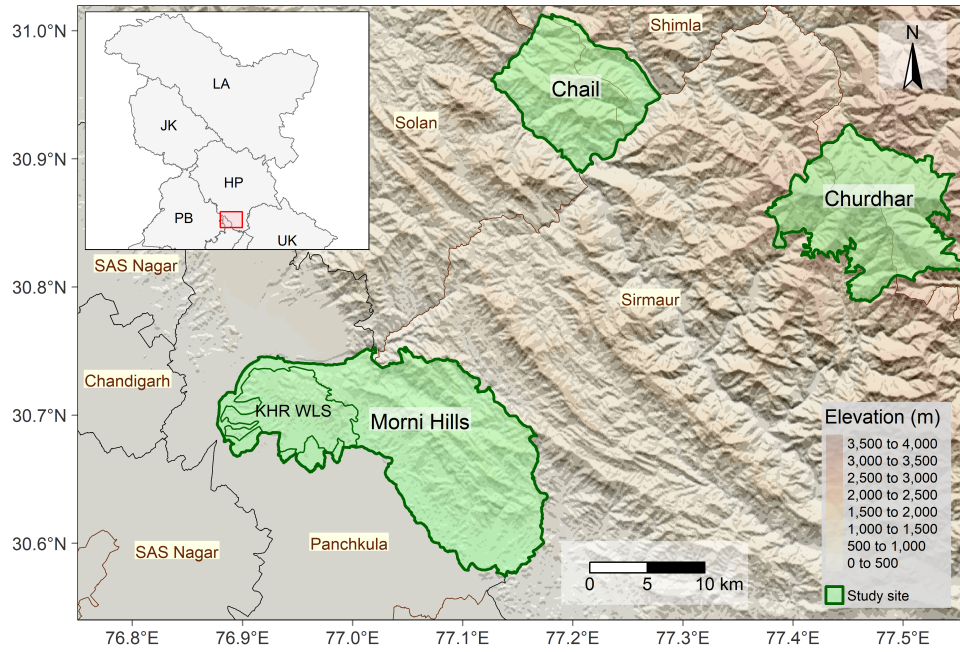 31.0°N
30.9°N
30.8°N
30.7°N
30.6°N
76.8°E
76.9°E
77.0°E
77.1°E
77.2°E
77.3°E
77.4°E
77.5°E
LA
JK
HP
PB
UK
Shimla
N
Chail
Solan
Churdhar
SAS Nagar
Sirmaur
Chandigarh
KHR WLS
Morni Hills
SAS Nagar
Panchkula
0 5 10 km
Elevation (m)
3,500 to 4,000
3,000 to 3,500
2,500 to 3,000
2,000 to 2,500
1,500 to 2,000
1,000 to 1,500
500 to 1,000
0 to 500
Study site